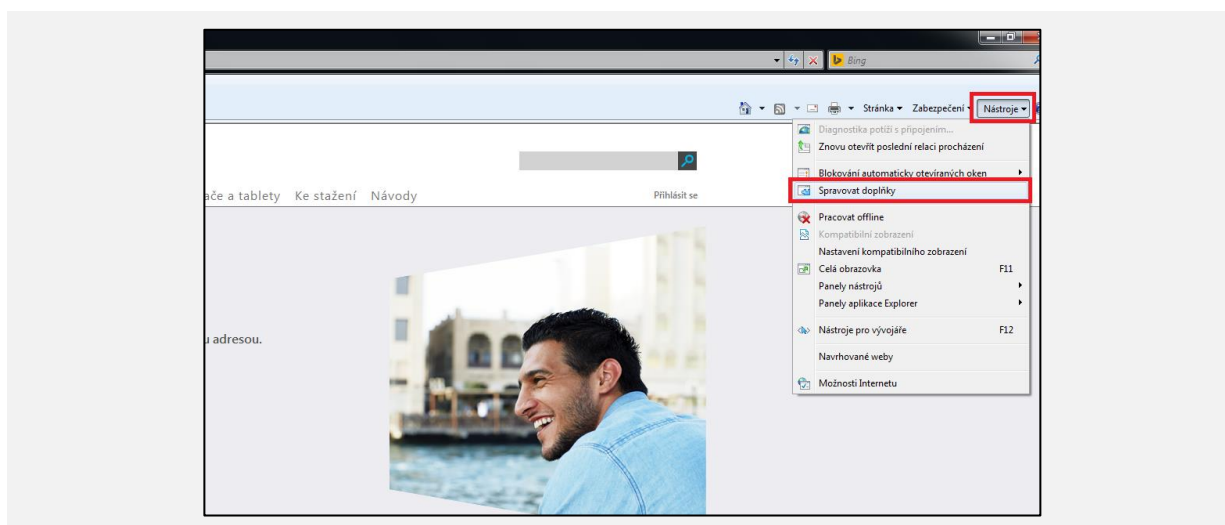 Bing
Stránka Zabezpečení Nástroje
Diagnostika potíží s připojením...
Znovu otevřít poslední relaci procházení
Blokování automaticky otevíraných oken
ače a tablety Ke stažení Návody Přihlásit se
Spravovat doplňky
Pracovat offline
Kompatibilní zobrazení
Nastavení kompatibilního zobrazení
Celá obrazovka F11
Panely nástrojů
Panely aplikace Explorer
Nástroje pro vývojáře F12
u adresou.
Navrhované weby
Možnosti Internetu